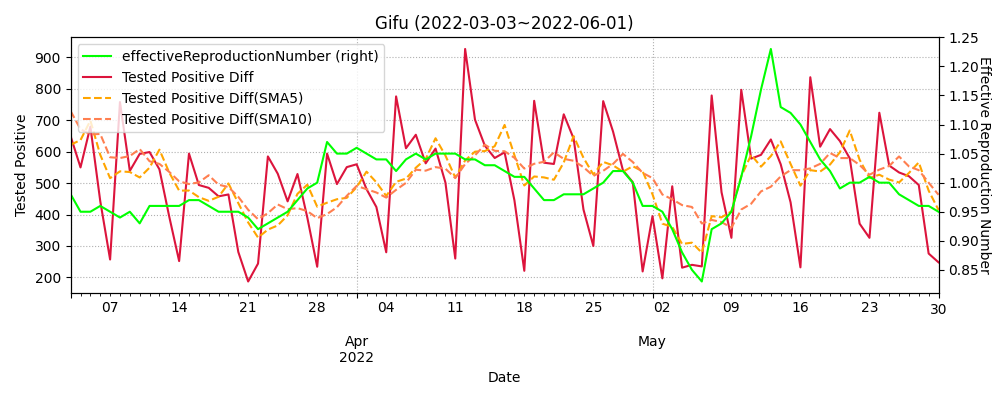 Gifu (2022-03-03~2022-06-01)
effectiveReproductionNumber (right)
Tested Positive Diff
Tested Positive Diff(SMA5)
Tested Positive Diff(SMA10)
Tested Positive
900
800
700
600
500
400
300
200
1.25
1.20
1.15
1.10
1.05
1.00
0.95
0.90
0.85
Effective Reproduction Number
07 14 21 28 04 11 18 25 02 09 16 23 30
Apr May
2022
Date